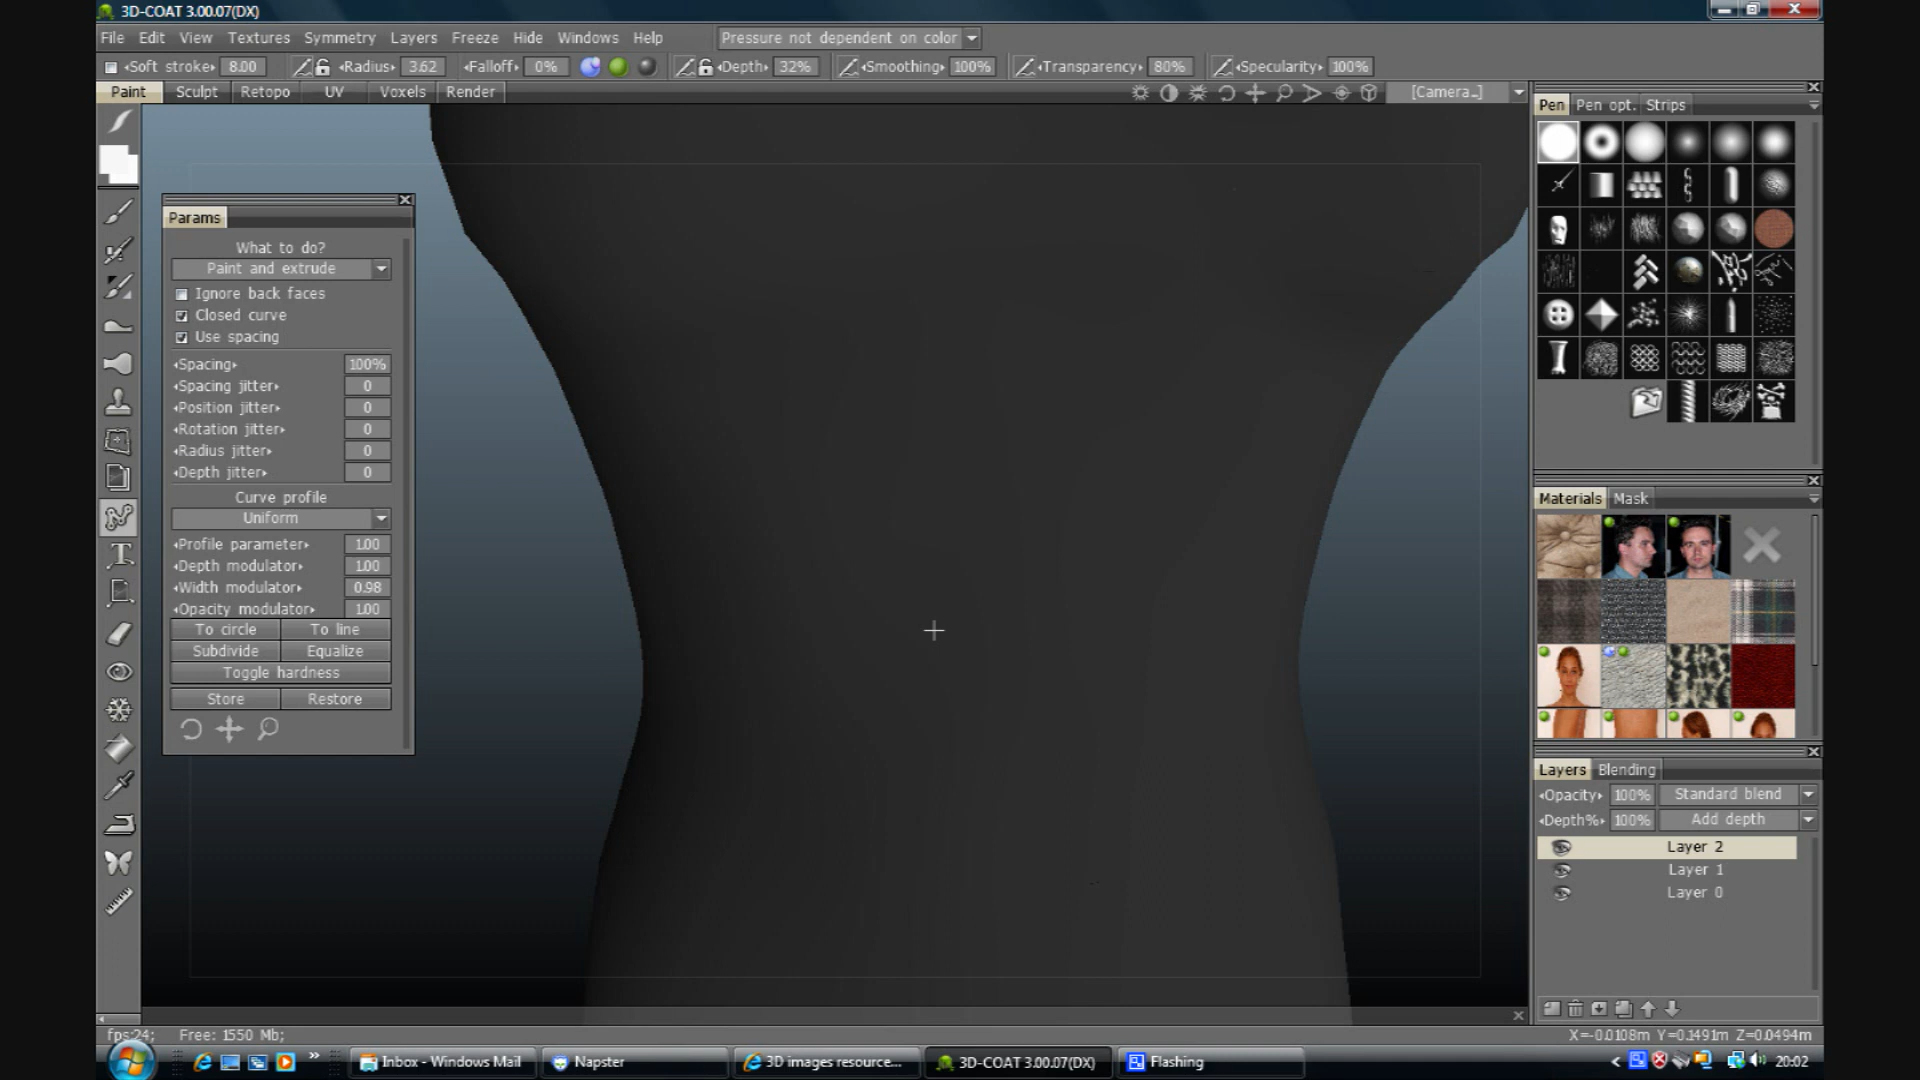 3D-COAT 3.00.07(DX)
File Edit View Textures Symmetry Layers Freeze Hide Windows Help Pressure not dependent on color
Soft stroke 8.00 Radius 3.62 Falloff 0% Depth 32% Smoothing 100% Transparency 80% Specularity 100%
Paint Sculpt Retopo UV Voxels Render [Camera_]
Pen Pen opt. Strips
Params
What to do?
Paint and extrude
Ignore back faces
Closed curve
Use spacing
Spacing 100%
Spacing jitter 0
Position jitter 0
Rotation jitter 0
Radius jitter 0
Depth jitter 0
Curve profile
Uniform
Profile parameter 1.00
Depth modulator 1.00
Width modulator 0.98
Opacity modulator 1.00
To circle To line
Subdivide Equalize
Toggle hardness
Store Restore
Materials Mask
Layers Blending
Opacity 100% Standard blend
Depth% 100% Add depth
Layer 2
Layer 1
Layer 0
fps:24; Free: 1550 Mb; X=-0.0108m Y=0.1491m Z=0.0494m
Inbox - Windows Mail Napster 3D images resource... 3D-COAT 3.00.07(DX) Flashing 20:02